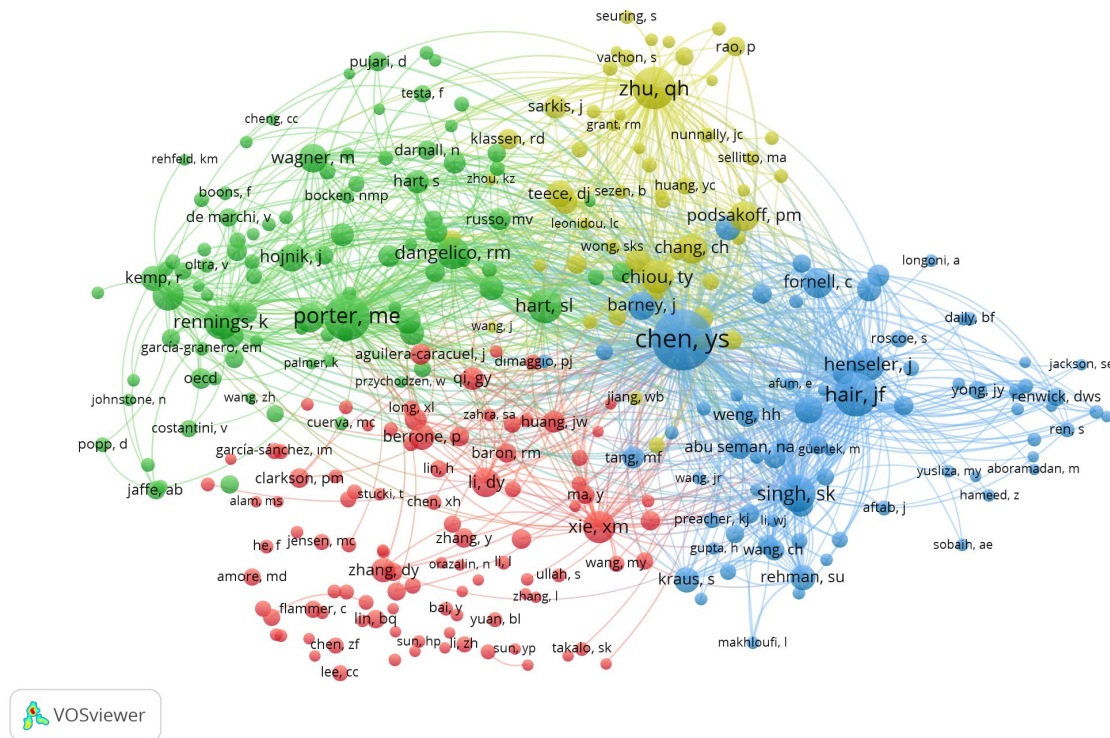 seuring, s
vachon, s
rao, p
pujari, d
zhu, qh
testa, f
sarkis, j
cheng, cc
grant, rm
nunnally, jc
klassen, rd
darnall, n
sellitto, ma
wagner, m
rehfeld, km
zhou, kz
hart, s
huang, yc
boons, f
bocken, nmp
teece, dj
sezen, b
de marchi, v
russo, mv
leonidou, lc
podsakoff, pm
wong, sks
chang, ch
dangelico, rm
hojnik, j
oltra, v
longoni, a
kemp, r
chiou, ty
fornell, c
barney, j
hart, sl
porter, me
rennings, k
daily, bf
wang, j
chen, ys
roscoe, s
garcía-granero, em
aguilera-caracuel, j
dimaggio, pj
henseler, j
palmer, k
jackson, se
oecd
przychodzen, w
qi, gy
afum, e
wang, zh
hair, jf
yong, jy
renwick, dws
johnstone, n
jiang, wb
long, xl
zahra, sa
cuerva, mc
huang, jw
costantini, v
weng, hh
ren, s
berrone, p
popp, d
garcía-sánchez, im
baron, rm
abu seman, na
güerlek, m
tang, mf
lin, h
yusliza, my
aboramadan, m
clarkson, pm
li, dy
wang, jr
jaffe, ab
stucki, t
chen, xh
ma, y
singh, sk
hameed, z
alam, ms
aftab, j
preacher, kj
li, wj
xie, xm
jensen, mc
zhang, y
he, f
gupta, h
wang, ch
sobaih, ae
orazalin, n
li, l
wang, my
zhang, dy
amore, md
ullah, s
kraus, s
rehman, su
zhang, l
flammer, c
bai, y
lin, bq
yuan, bl
makhloufi, l
chen, zf
sun, hp
li, zh
sun, yp
takalo, sk
lee, cc
VOSviewer